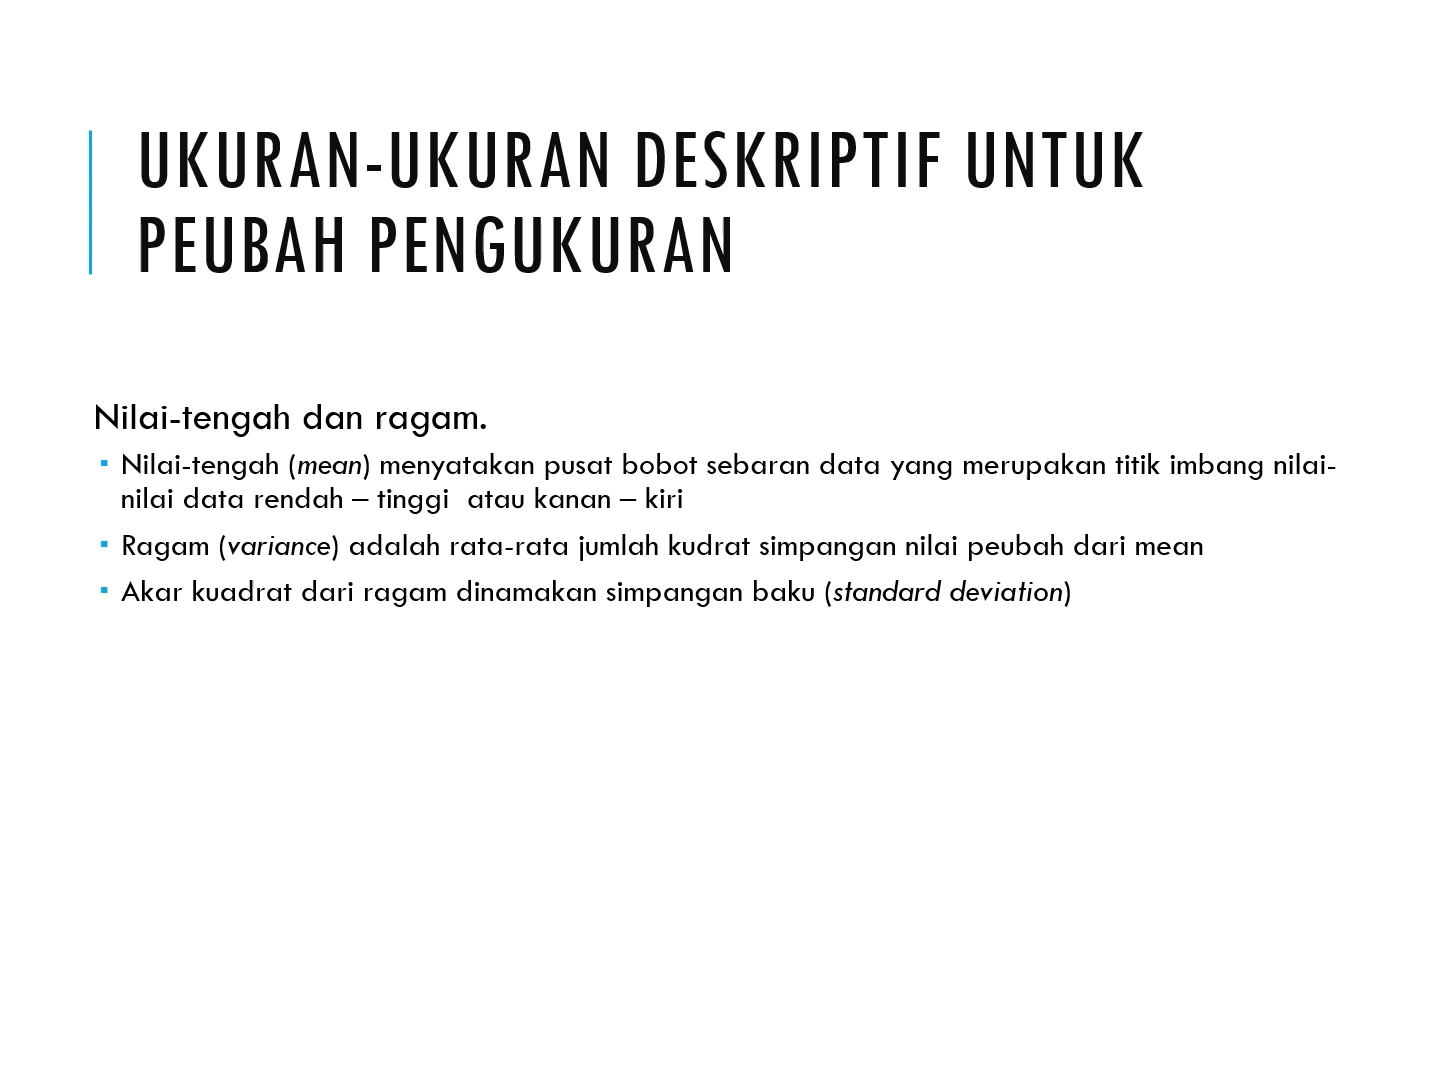 UKURAN-UKURAN DESKRIPTIF UNTUK
PEUBAH PENGUKURAN
Nilai-tengah dan ragam.
▪ Nilai-tengah (mean) menyatakan pusat bobot sebaran data yang merupakan titik imbang nilai-
nilai data rendah – tinggi  atau kanan – kiri
▪ Ragam (variance) adalah rata-rata jumlah kudrat simpangan nilai peubah dari mean
▪ Akar kuadrat dari ragam dinamakan simpangan baku (standard deviation)